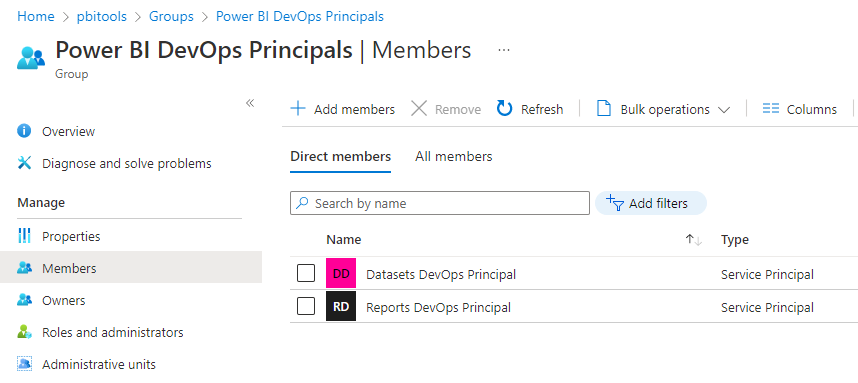 Home > pbitools > Groups > Power BI DevOps Principals
Power BI DevOps Principals | Members ...
Group
«
Overview
Diagnose and solve problems
Manage
Properties
Members
Owners
Roles and administrators
Administrative units
Add members Remove Refresh Bulk operations Columns
Direct members All members
Search by name Add filters
Name Type
DD Datasets DevOps Principal Service Principal
RD Reports DevOps Principal Service Principal